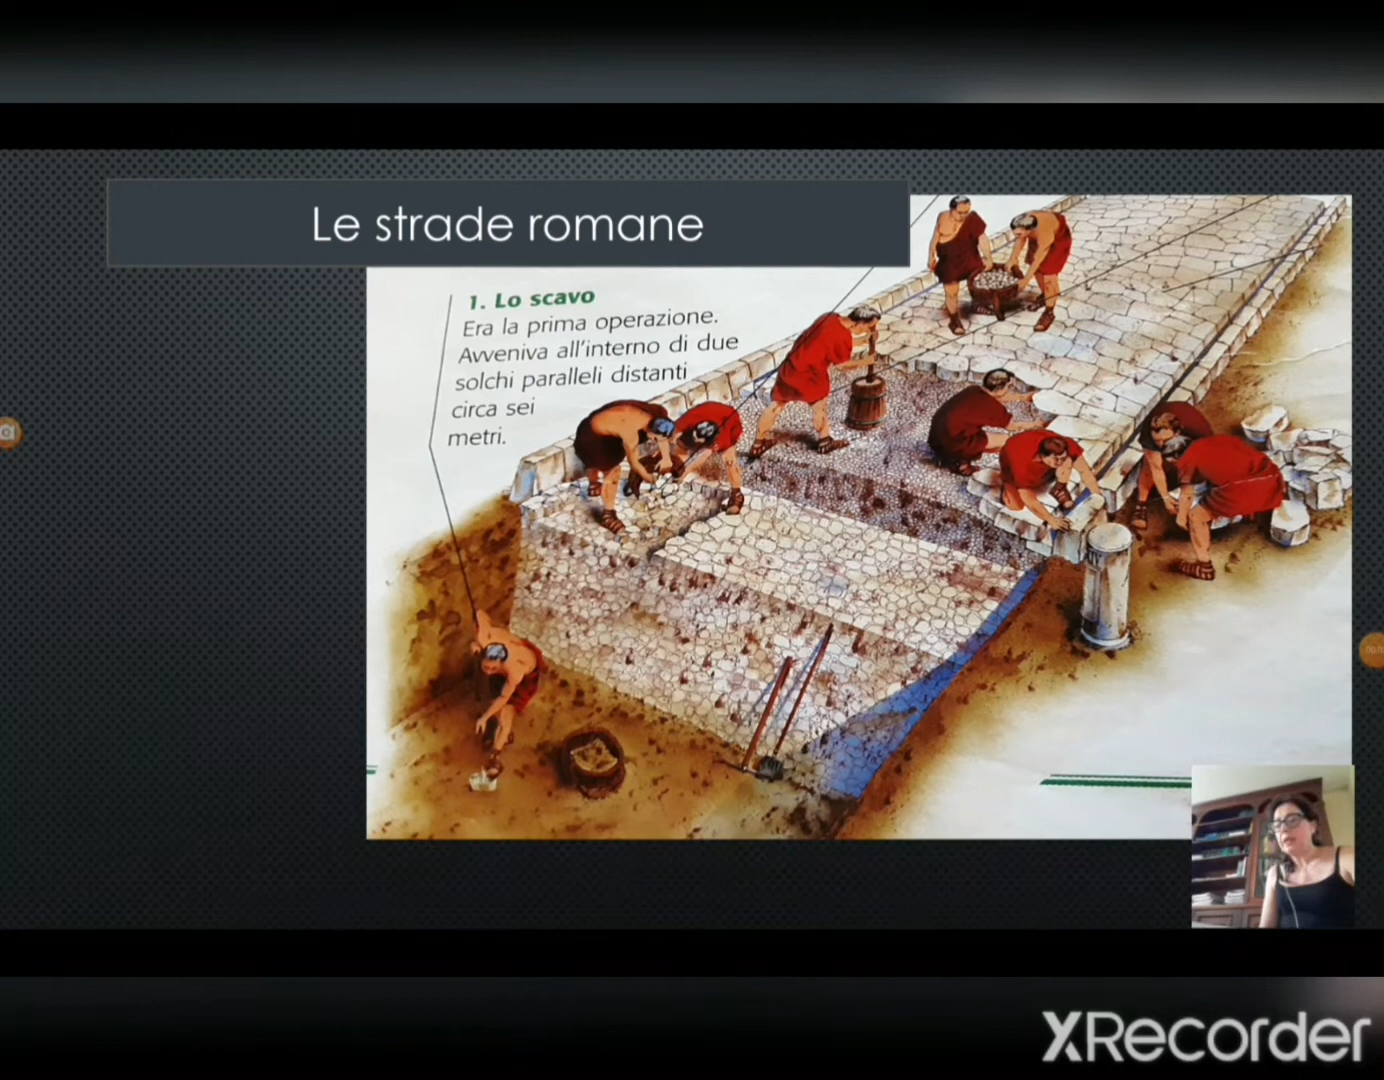 Le strade romane
1. Lo scavo
Era la prima operazione.
Avveniva all'interno di due
solchi paralleli distanti
circa sei
metri.
XRecorder